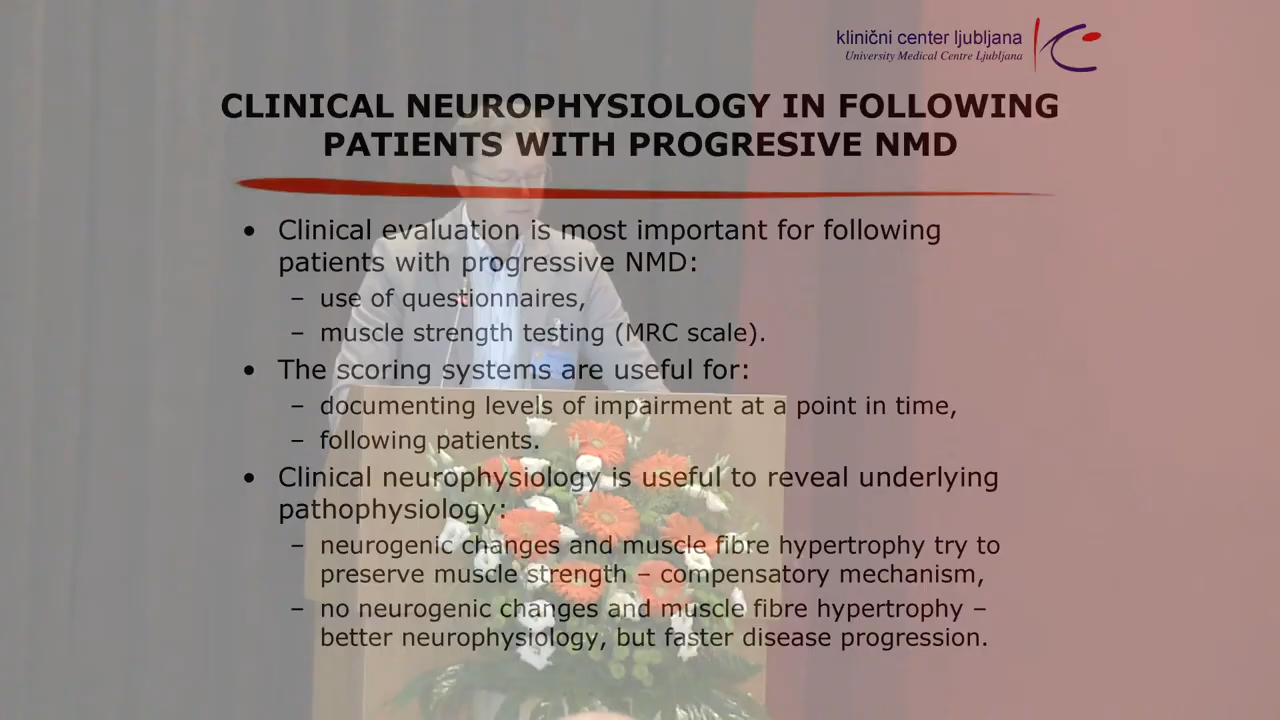 klinični center ljubljana
University Medical Centre Ljubljana
CLINICAL NEUROPHYSIOLOGY IN FOLLOWING
PATIENTS WITH PROGRESIVE NMD
• Clinical evaluation is most important for following
patients with progressive NMD:
– use of questionnaires,
– muscle strength testing (MRC scale).
• The scoring systems are useful for:
– documenting levels of impairment at a point in time,
– following patients.
• Clinical neurophysiology is useful to reveal underlying
pathophysiology:
– neurogenic changes and muscle fibre hypertrophy try to
preserve muscle strength – compensatory mechanism,
– no neurogenic changes and muscle fibre hypertrophy –
better neurophysiology, but faster disease progression.